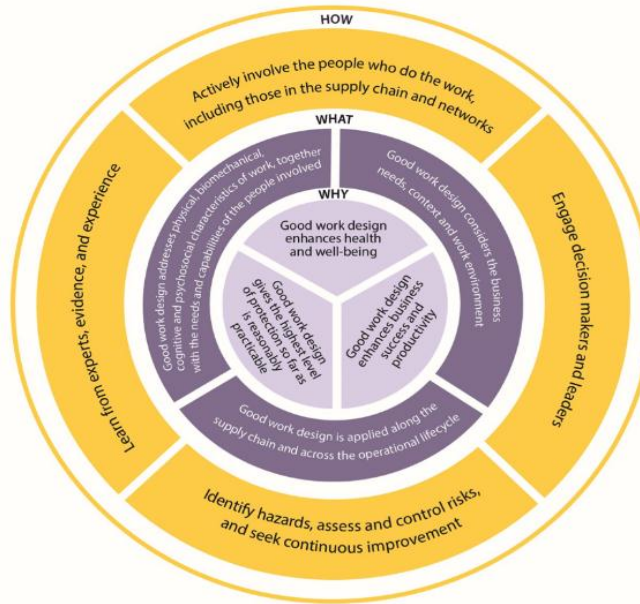 HOW
Actively involve the people who do the work,
including those in the supply chain and networks
Engage decision makers and leaders
Identify hazards, assess and control risks,
and seek continuous improvement
Learn from experts, evidence, and experience
WHAT
Good work design addresses physical, biomechanical,
cognitive and psychosocial characteristics of work, together
with the needs and capabilities of the people involved
Good work design considers the business
needs, context and work environment
Good work design is applied along the
supply chain and across the operational lifecycle
WHY
Good work design
enhances health
and well-being
Good work design
gives the highest level
of protection so far as
is reasonably
practicable
Good work design
enhances business
success and
productivity